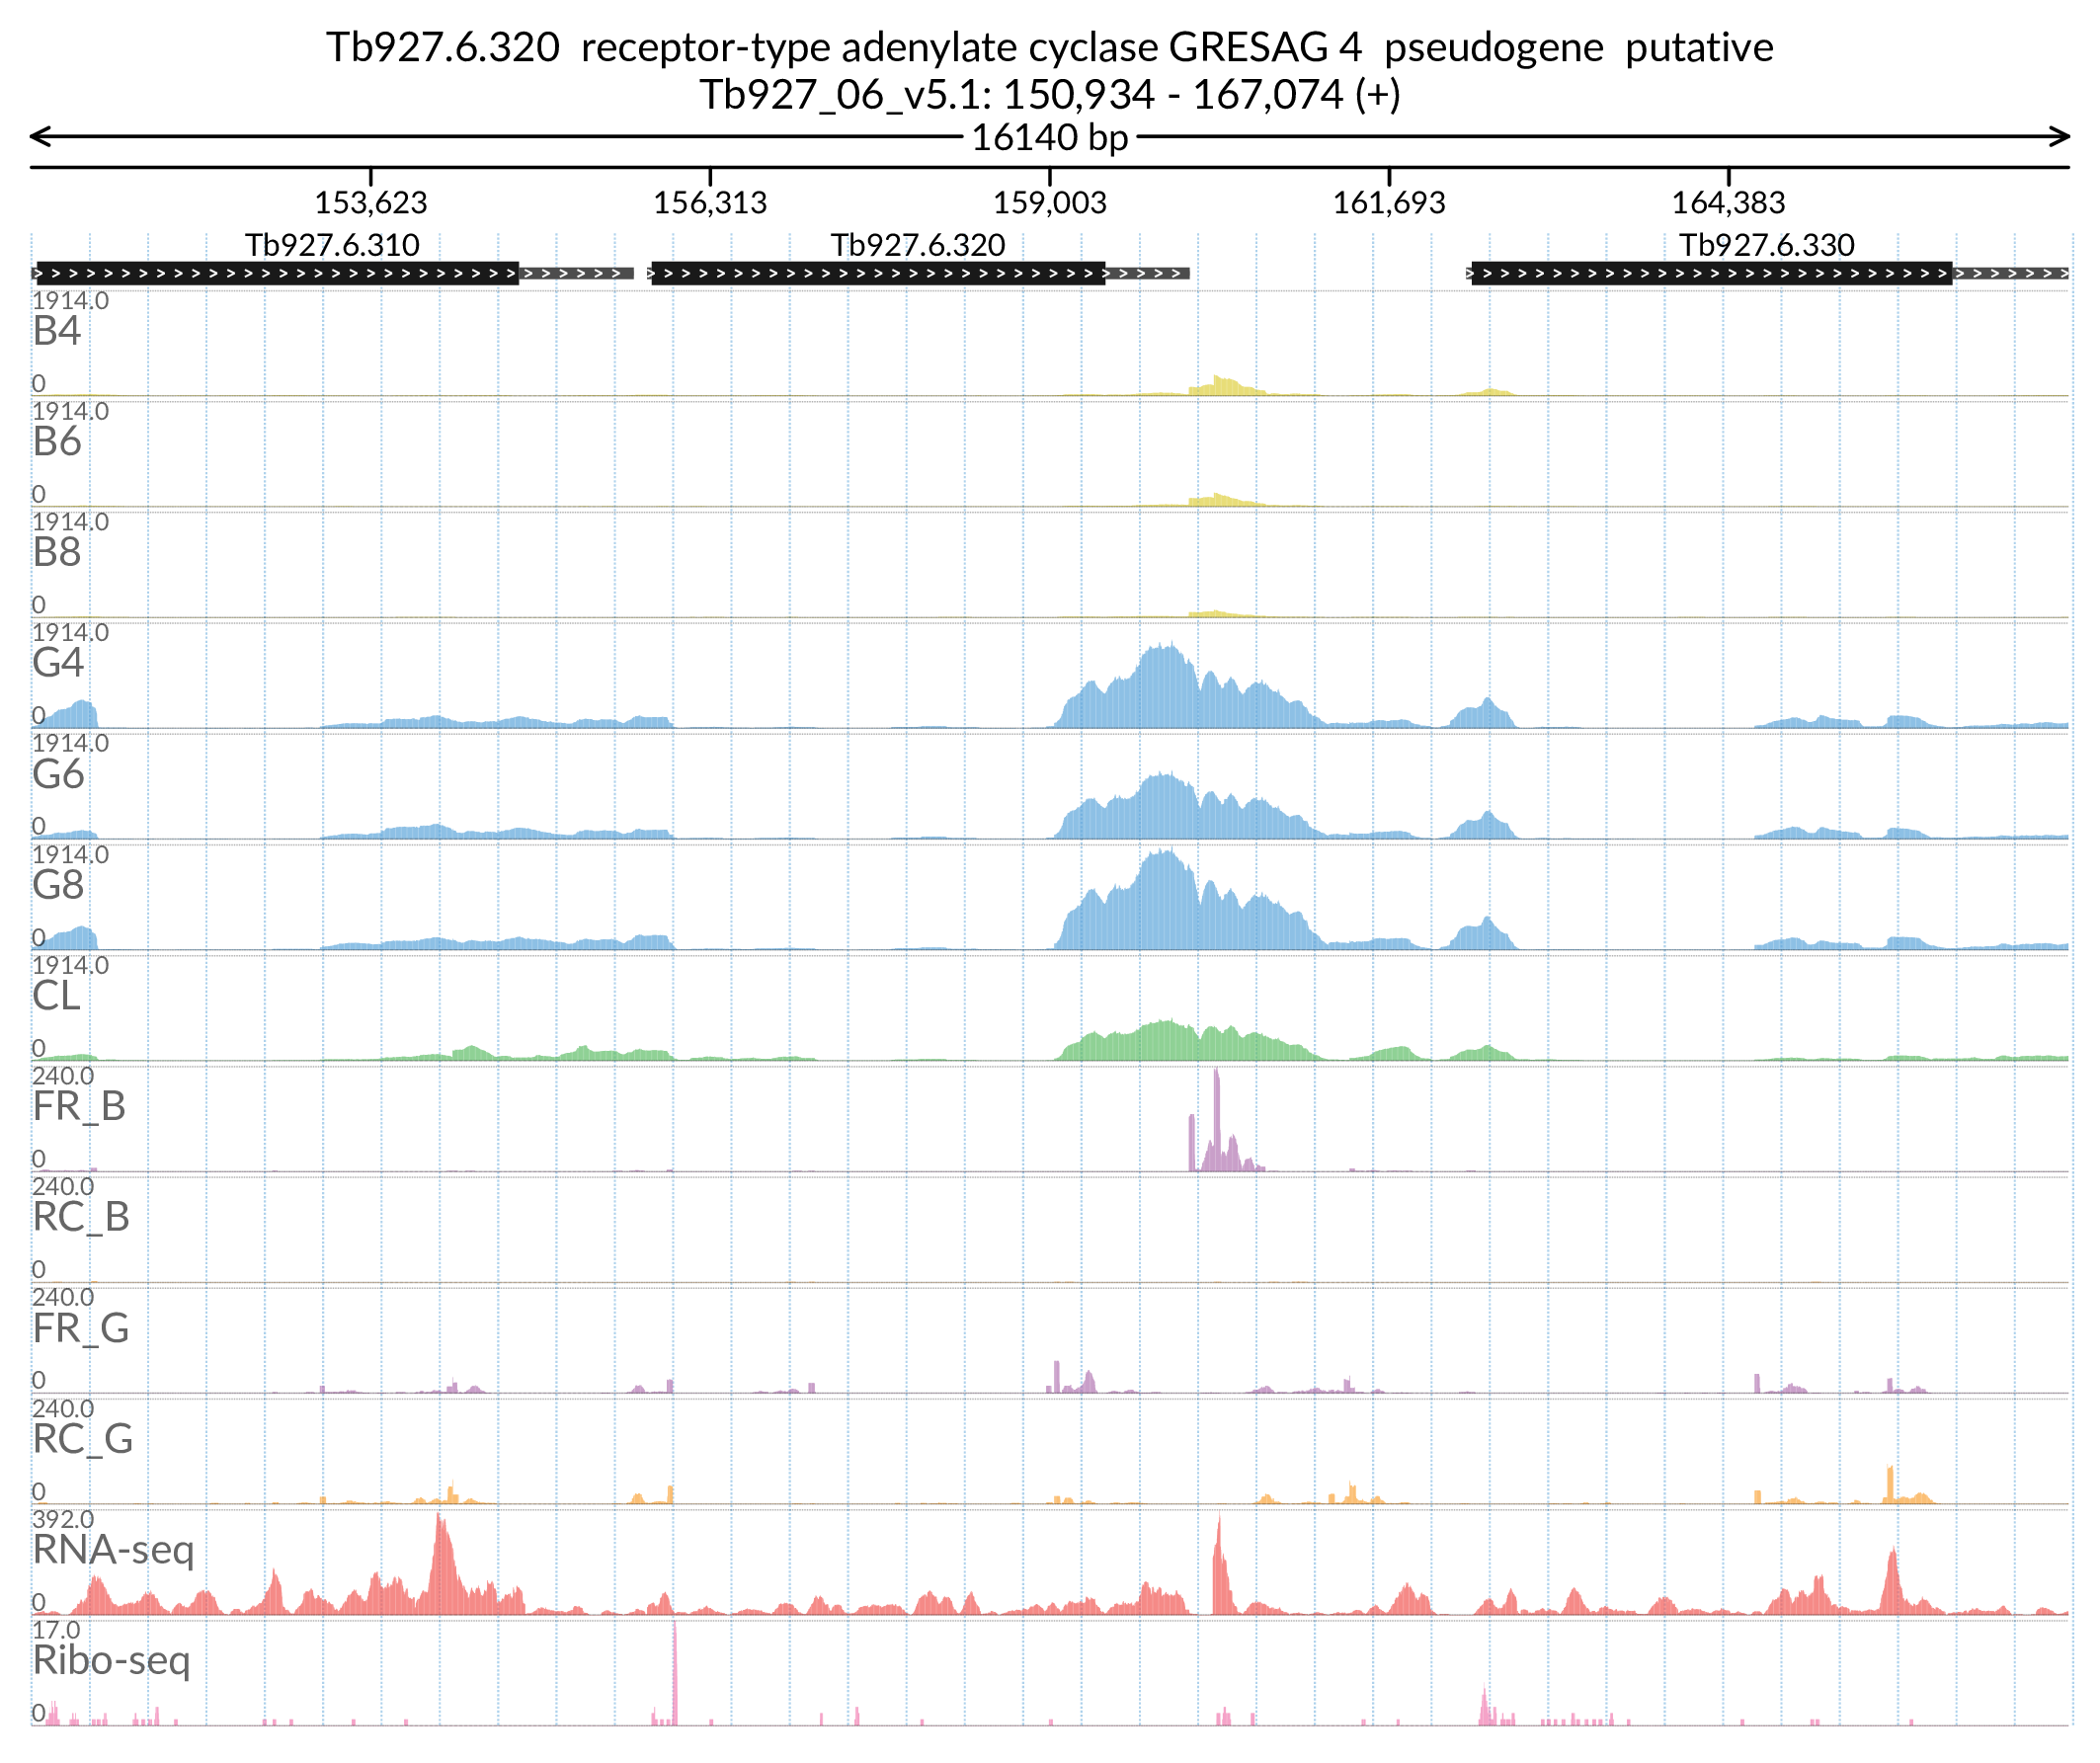 Tb927.6.320 receptor-type adenylate cyclase GRESAG 4 pseudogene putative
Tb927_06_v5.1: 150,934 - 167,074 (+)
16140 bp
153,623 156,313 159,003 161,693 164,383
Tb927.6.310 Tb927.6.320 Tb927.6.330
1914.0
B4
0
1914.0
B6
0
1914.0
B8
0
1914.0
G4
0
1914.0
G6
0
1914.0
G8
0
1914.0
CL
0
240.0
FR_B
0
240.0
RC_B
0
240.0
FR_G
0
240.0
RC_G
0
392.0
RNA-seq
0
17.0
Ribo-seq
0